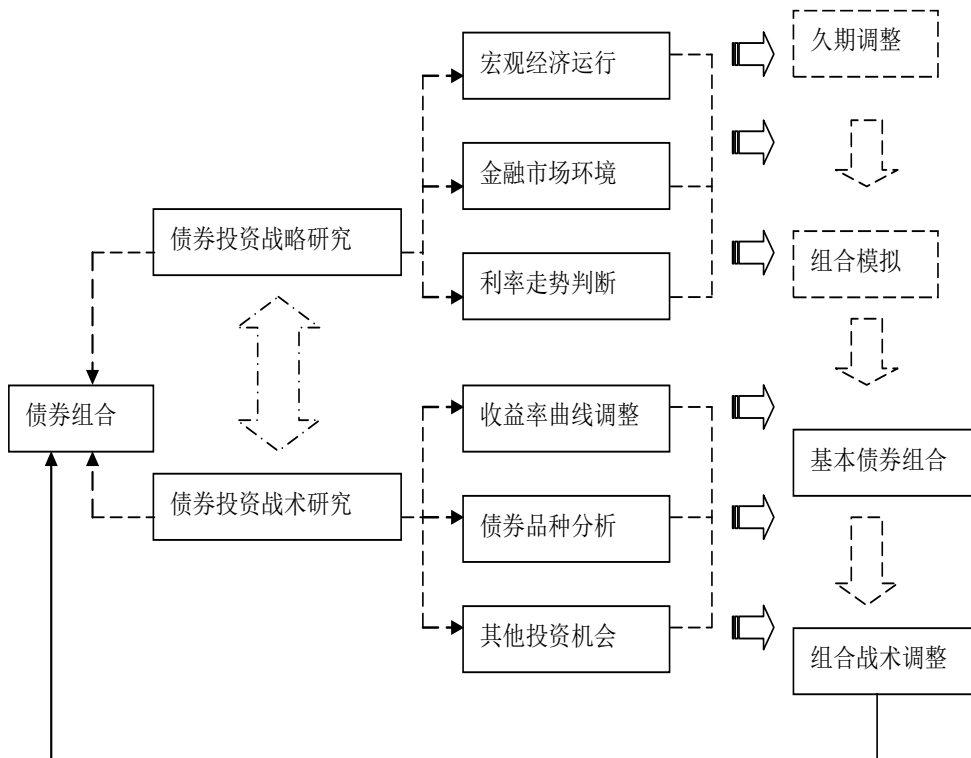 宏观经济运行
久期调整
金融市场环境
债券投资战略研究
利率走势判断
组合模拟
债券组合
收益率曲线调整
基本债券组合
债券投资战术研究
债券品种分析
其他投资机会
组合战术调整